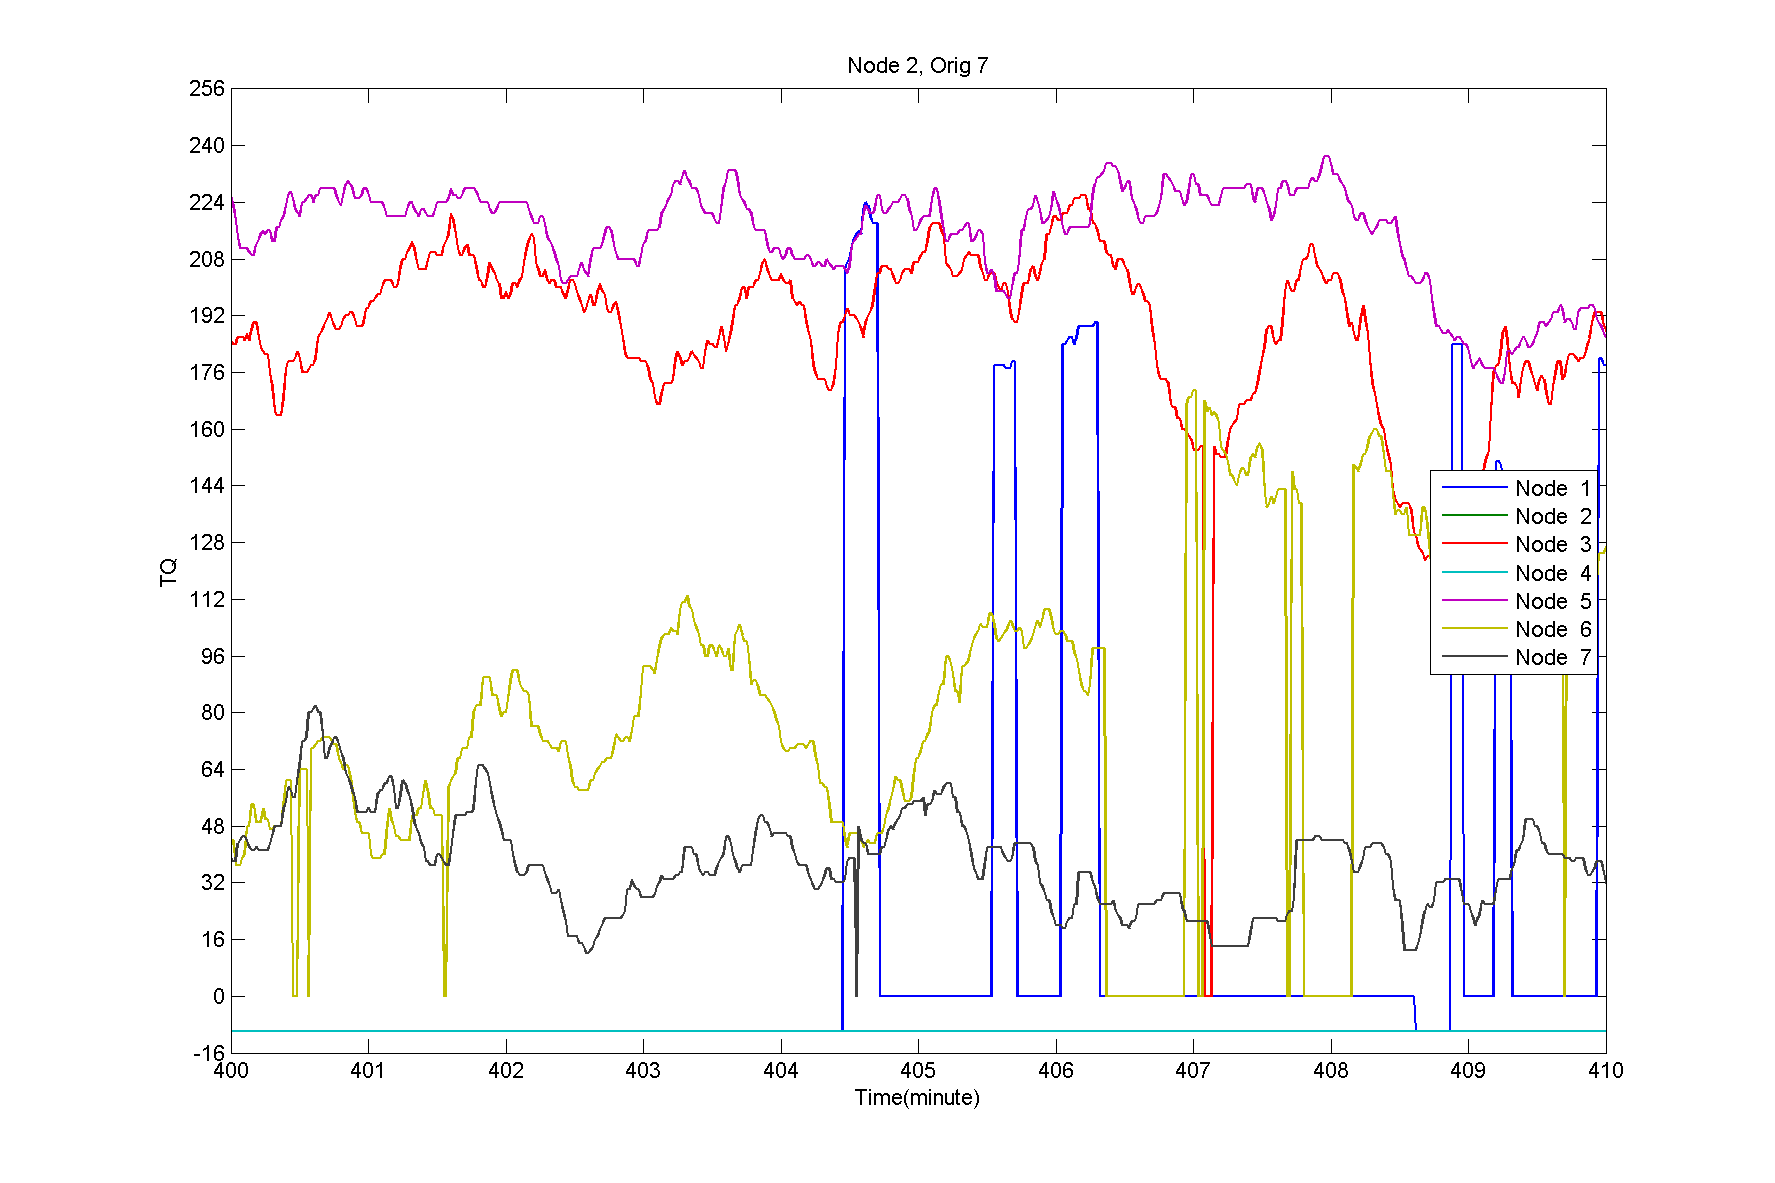 Node 2, Orig 7
256
240
224
208
192
176
160
144
128
112
96
80
64
48
32
16
0
-16
TQ
Node 1
Node 2
Node 3
Node 4
Node 5
Node 6
Node 7
400 401 402 403 404 405 406 407 408 409 410
Time(minute)